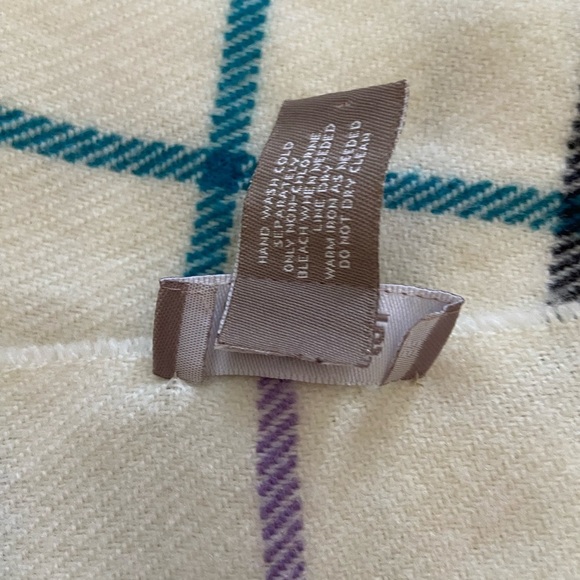 HAND WASH COLD
SEPARATELY
ONLY NON-CHLORINE
BLEACH WHEN NEEDED
LINE DRY
WARM IRON AS NEEDED
DO NOT DRY CLEAN